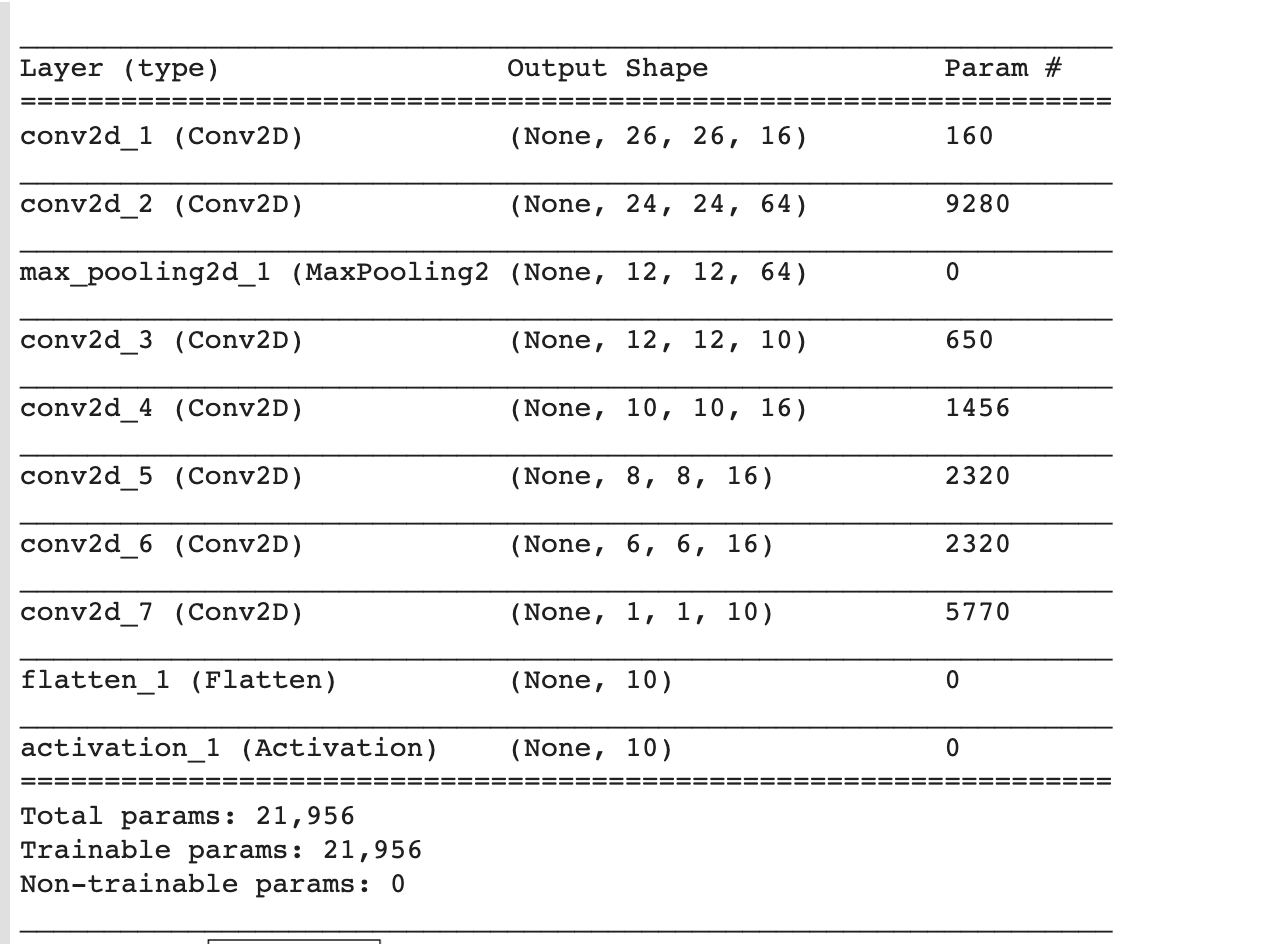 Layer (type) Output Shape Param #
=================================================================
conv2d_1 (Conv2D) (None, 26, 26, 16) 160
conv2d_2 (Conv2D) (None, 24, 24, 64) 9280
max_pooling2d_1 (MaxPooling2 (None, 12, 12, 64) 0
conv2d_3 (Conv2D) (None, 12, 12, 10) 650
conv2d_4 (Conv2D) (None, 10, 10, 16) 1456
conv2d_5 (Conv2D) (None, 8, 8, 16) 2320
conv2d_6 (Conv2D) (None, 6, 6, 16) 2320
conv2d_7 (Conv2D) (None, 1, 1, 10) 5770
flatten_1 (Flatten) (None, 10) 0
activation_1 (Activation) (None, 10) 0
=================================================================
Total params: 21,956
Trainable params: 21,956
Non-trainable params: 0